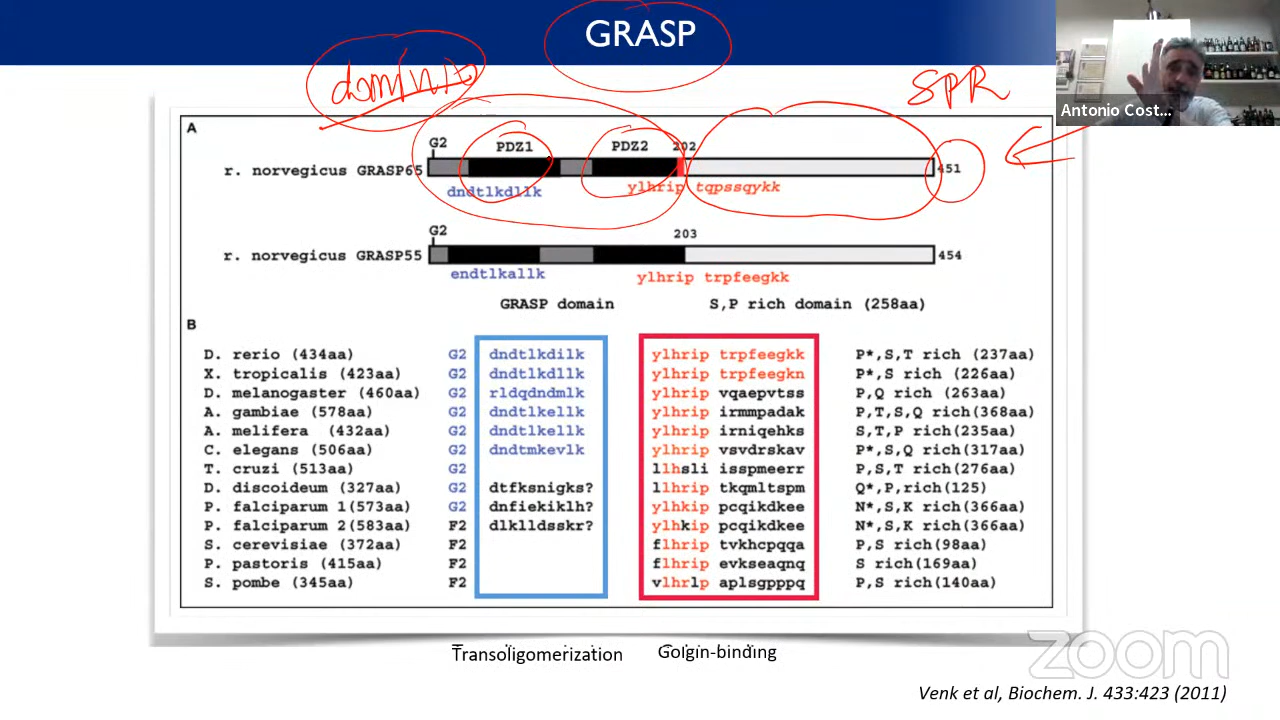 GRASP
domínio
SPR
Antonio Cost...
A
G2 PDZ1 PDZ2 202
r. norvegicus GRASP65 451
dndtlkdllk ylhrip tqpssqykk
G2 203
r. norvegicus GRASP55 454
endtlkallk ylhrip trpfeegkk
GRASP domain S,P rich domain (258aa)
B
D. rerio (434aa) G2 dndtlkdilk ylhrip trpfeegkk P*,S,T rich (237aa)
X. tropicalis (423aa) G2 dndtlkdllk ylhrip trpfeegkn P*,S rich (226aa)
D. melanogaster (460aa) G2 rldqdndmlk ylhrip vqaepvtss P,Q rich (263aa)
A. gambiae (578aa) G2 dndtlkellk ylhrip irmmpadak P,T,S,Q rich(368aa)
A. melifera (432aa) G2 dndtlkellk ylhrip irniqehks S,T,P rich(235aa)
C. elegans (506aa) G2 dndtmkevlk ylhrip vsvdrskav P*,S,Q rich(317aa)
T. cruzi (513aa) G2 llhsli isspmeerr P,S,T rich(276aa)
D. discoideum (327aa) G2 dtfksnigks? llhrip tkqmltspm Q*,P,rich(125)
P. falciparum 1(573aa) G2 dnfiekiklh? ylhkip pcqikdkee N*,S,K rich(366aa)
P. falciparum 2(583aa) F2 dlklldsskr? ylhkip pcqikdkee N*,S,K rich(366aa)
S. cerevisiae (372aa) F2 flhrip tvkhcpqqa P,S rich(98aa)
P. pastoris (415aa) F2 flhrip evkseaqnq S rich(169aa)
S. pombe (345aa) F2 vlhrlp aplsgpppq P,S rich(140aa)
Transoligomerization Golgin-binding
zoom
Venk et al, Biochem. J. 433:423 (2011)